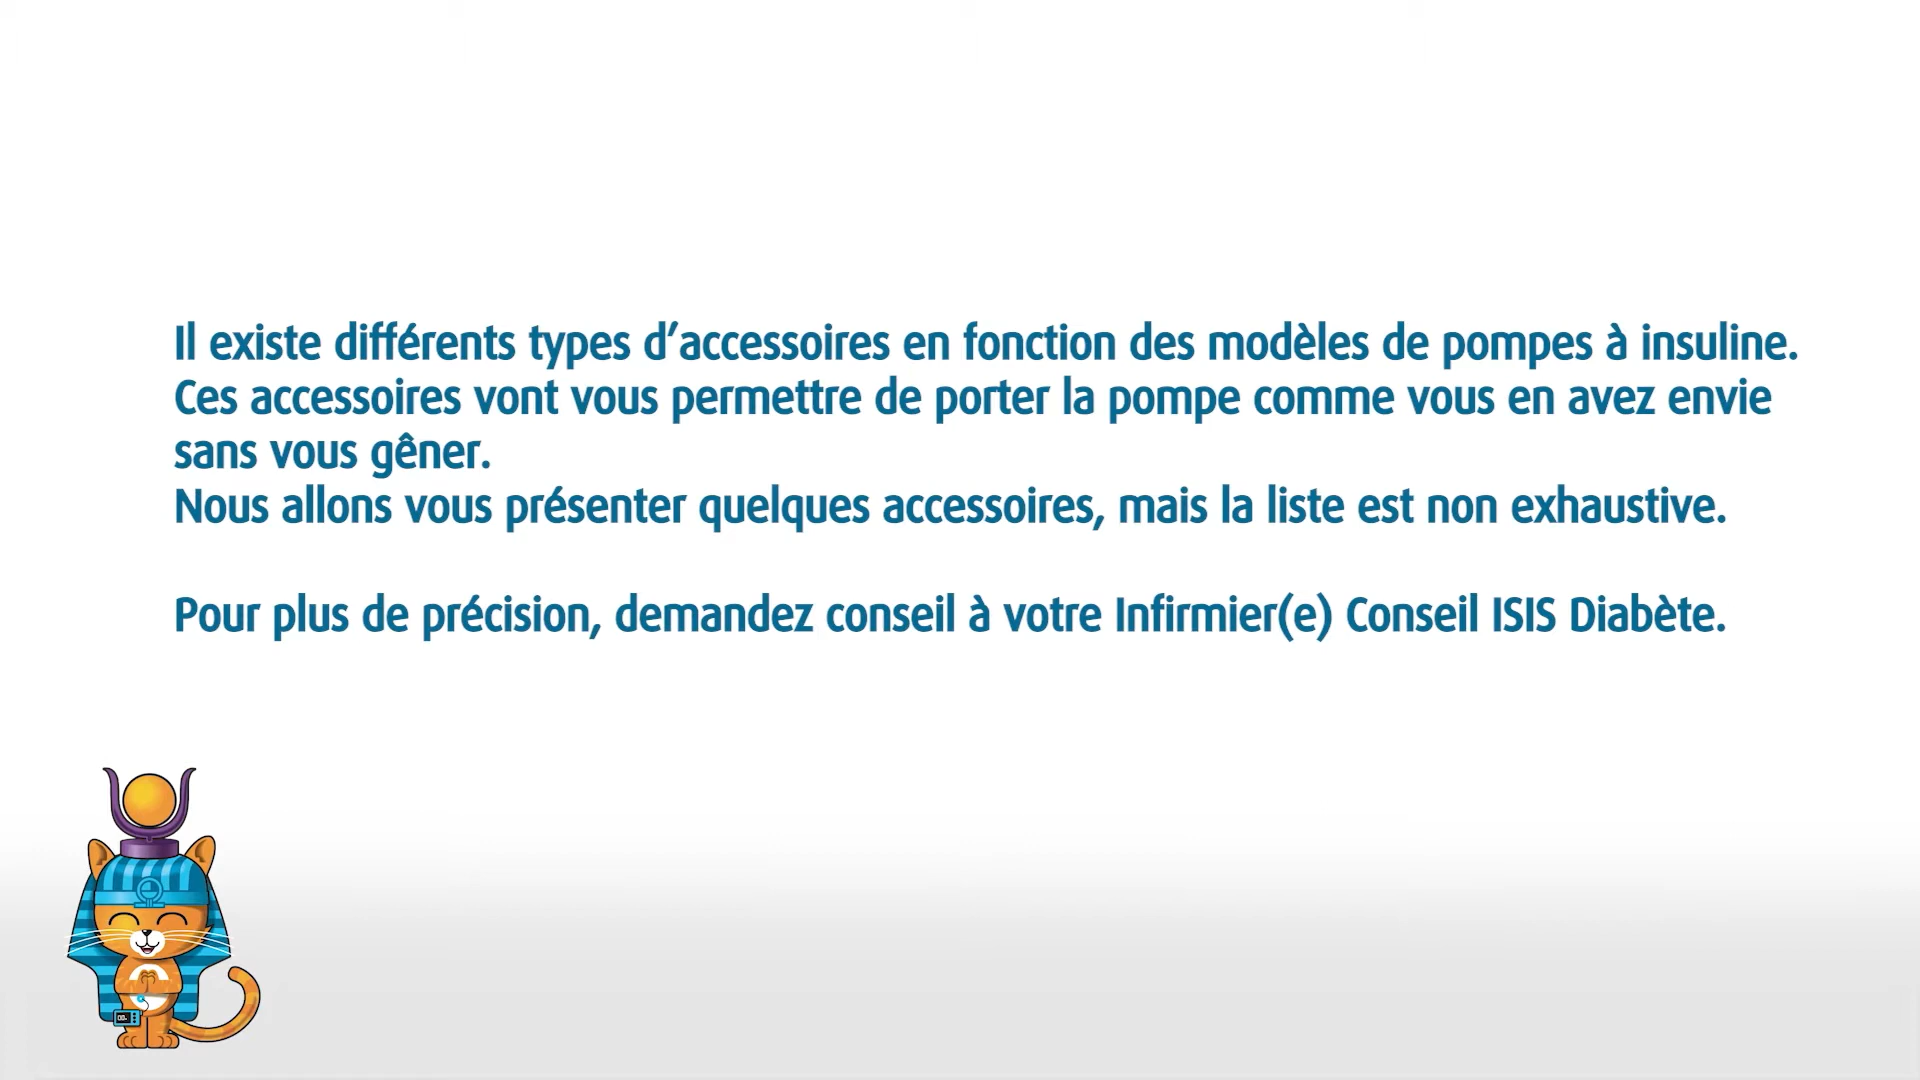 Il existe différents types d’accessoires en fonction des modèles de pompes à insuline.
Ces accessoires vont vous permettre de porter la pompe comme vous en avez envie
sans vous gêner.
Nous allons vous présenter quelques accessoires, mais la liste est non exhaustive.
Pour plus de précision, demandez conseil à votre Infirmier(e) Conseil ISIS Diabète.